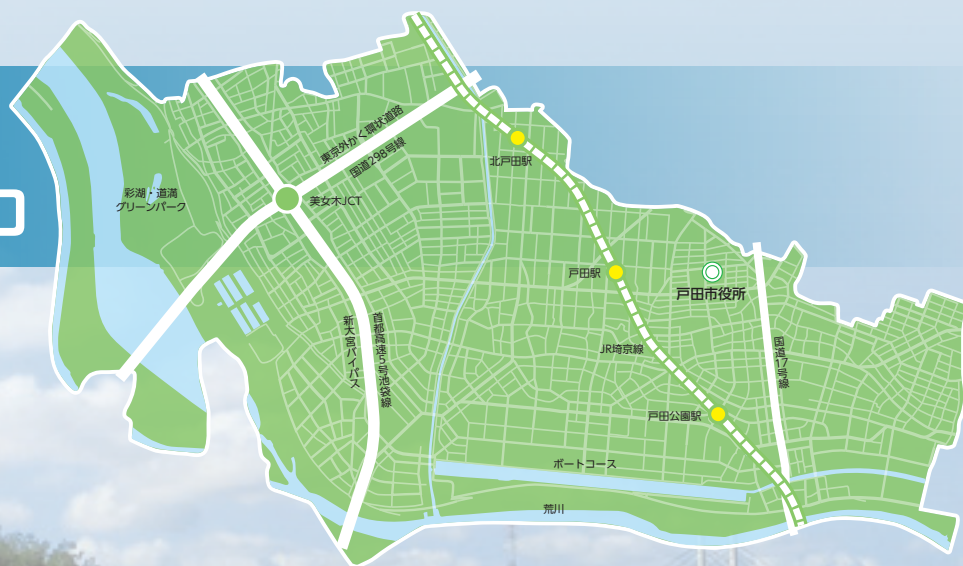 東京外かく環状道路
国道298号線
北戸田駅
彩湖・道満
グリーンパーク
美女木JCT
戸田駅
戸田市役所
新大宮バイパス
首都高速5号池袋線
JR埼京線
国道17号線
戸田公園駅
ボートコース
荒川